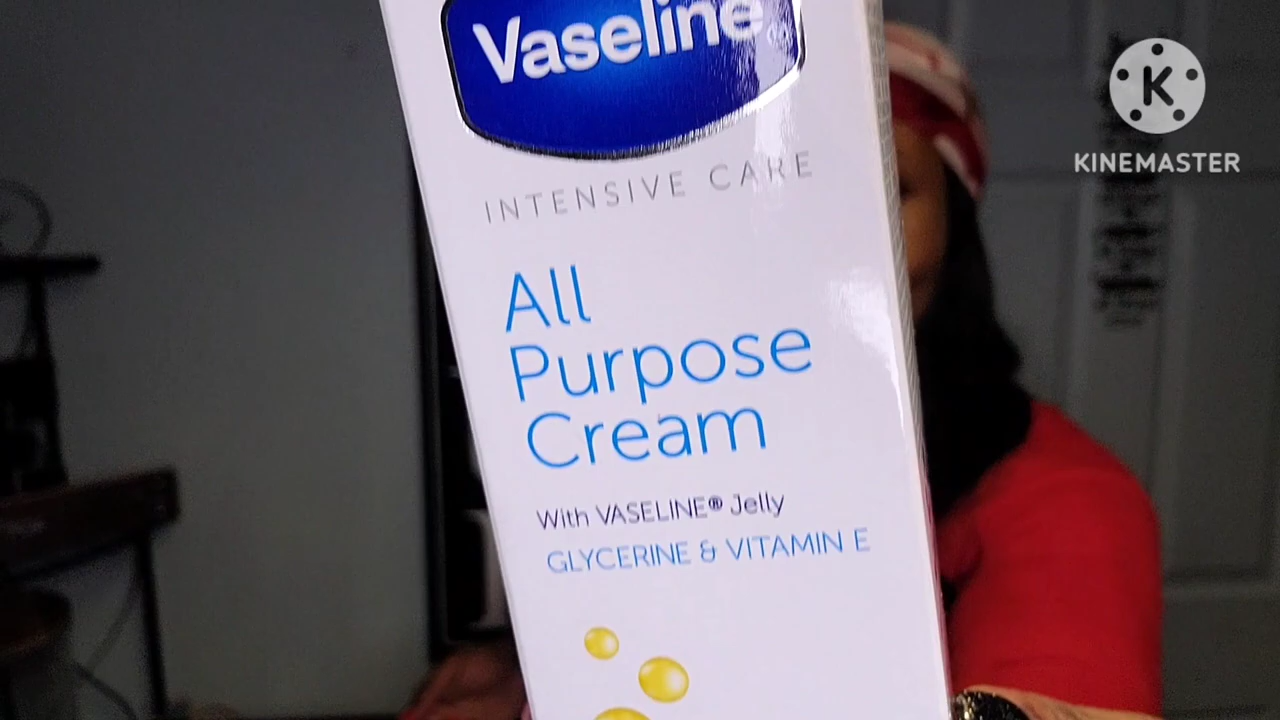 Vaseline
INTENSIVE CARE
All
Purpose
Cream
With VASELINE® Jelly
GLYCERINE & VITAMIN E
K
KINEMASTER